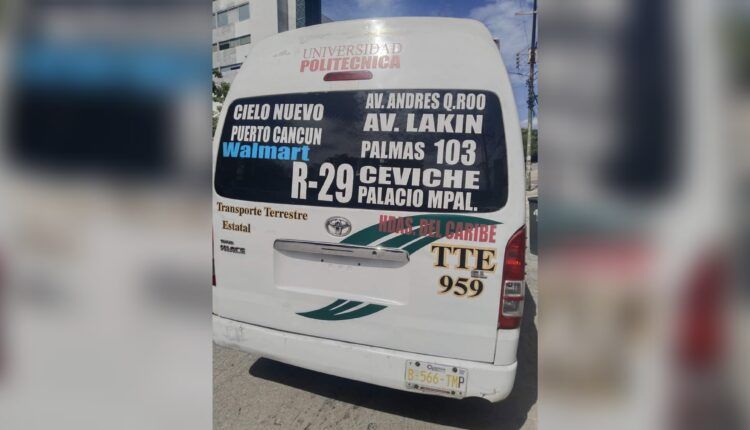 UNIVERSIDAD
POLITECNICA
CIELO NUEVO
PUERTO CANCUN
Walmart
AV. ANDRES Q.ROO
AV. LAKIN
PALMAS 103
R-29 CEVICHE
PALACIO MPAL.
Transporte Terrestre
Estatal
HDAS. DEL CARIBE
HIACE
TTE
959
B-566-TMP